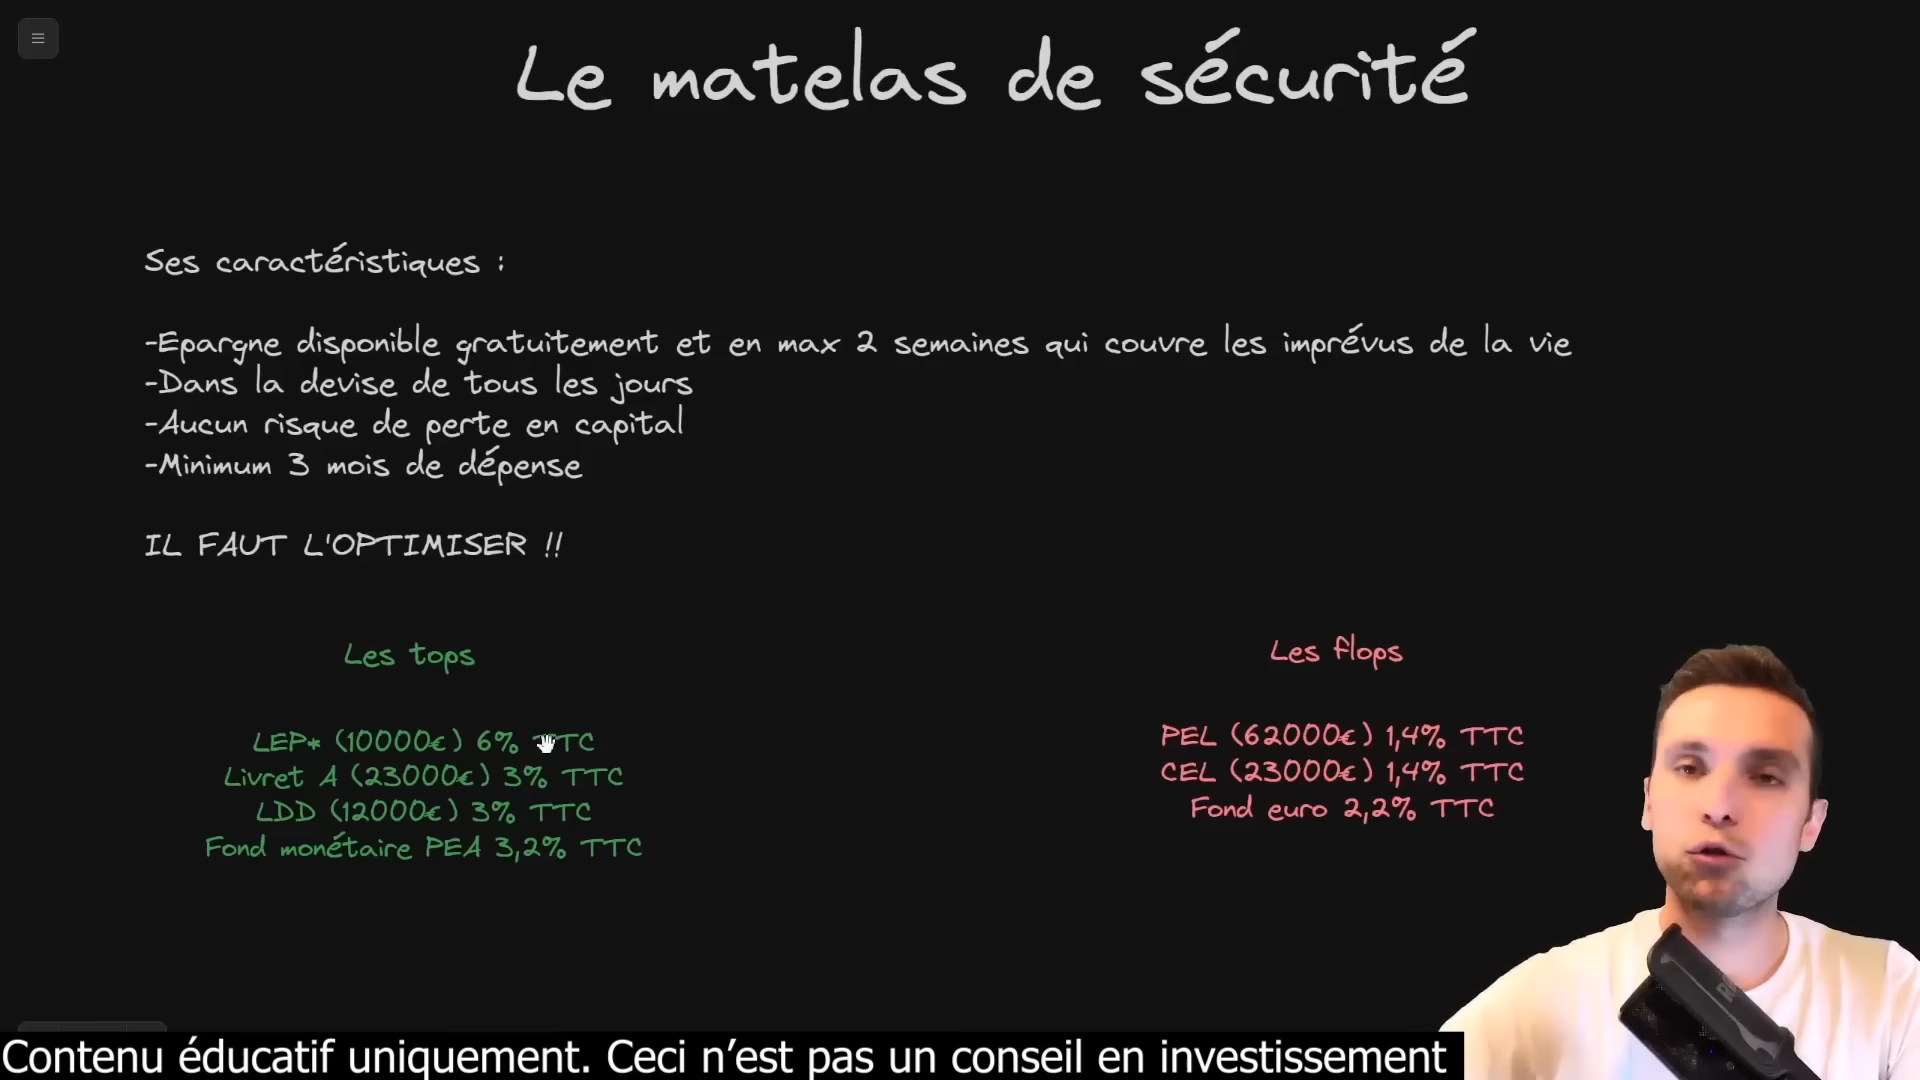 Le matelas de sécurité
Ses caractéristiques :
-Epargne disponible gratuitement et en max 2 semaines qui couvre les imprévus de la vie
-Dans la devise de tous les jours
-Aucun risque de perte en capital
-Minimum 3 mois de dépense
IL FAUT L'OPTIMISER !!
Les tops
LEP* (10000€) 6% TTC
Livret A (23000€) 3% TTC
LDD (12000€) 3% TTC
Fond monétaire PEA 3,2% TTC
Les flops
PEL (62000€) 1,4% TTC
CEL (23000€) 1,4% TTC
Fond euro 2,2% TTC
Contenu éducatif uniquement. Ceci n’est pas un conseil en investissement